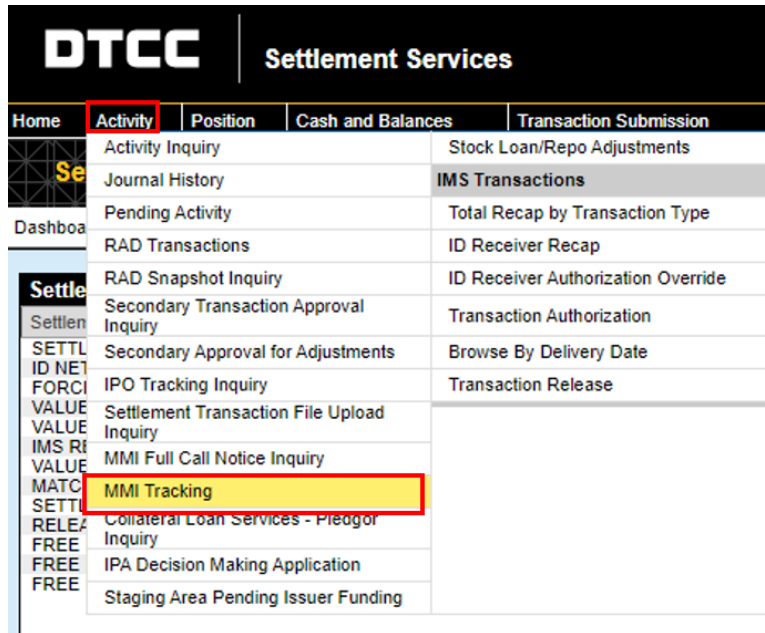 DTCC
Settlement Services
Home Activity Position Cash and Balances Transaction Submission
Activity Inquiry
Journal History
Pending Activity
RAD Transactions
RAD Snapshot Inquiry
Secondary Transaction Approval
Inquiry
Secondary Approval for Adjustments
IPO Tracking Inquiry
Settlement Transaction File Upload
Inquiry
MMI Full Call Notice Inquiry
MMI Tracking
Collateral Loan Services - Pledgor
Inquiry
IPA Decision Making Application
Staging Area Pending Issuer Funding
Stock Loan/Repo Adjustments
IMS Transactions
Total Recap by Transaction Type
ID Receiver Recap
ID Receiver Authorization Override
Transaction Authorization
Browse By Delivery Date
Transaction Release
Se
Dashboa
Settle
Settlem
SETTL
ID NET
FORC
VALUE
VALUE
IMS RE
VALUE
MATC
SETTL
RELEA
FREE
FREE
FREE